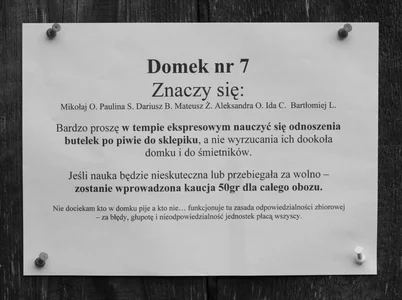 Domek nr 7
Znaczy się:
Mikołaj O. Paulina S. Dariusz B. Mateusz Ż. Aleksandra O. Ida C. Bartłomiej L.
Bardzo proszę w tempie ekspresowym nauczyć się odnoszenia
butelek po piwie do sklepiku, a nie wyrzucania ich dookoła
domku i do śmietników.
Jeśli nauka będzie nieskuteczna lub przebiegała za wolno –
zostanie wprowadzona kaucja 50gr dla całego obozu.
Nie dociekam kto w domku pije a kto nie… funkcjonuje tu zasada odpowiedzialności zbiorowej
– za błędy, głupotę i nieodpowiedzialność jednostek płacą wszyscy.